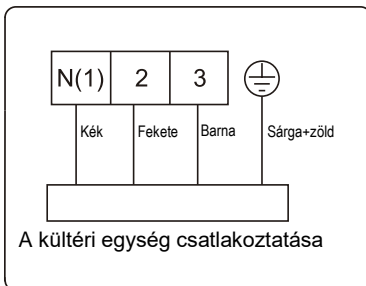 N(1) 2 3
Kék Fekete Barna Sárga+zöld
A kültéri egység csatlakoztatása